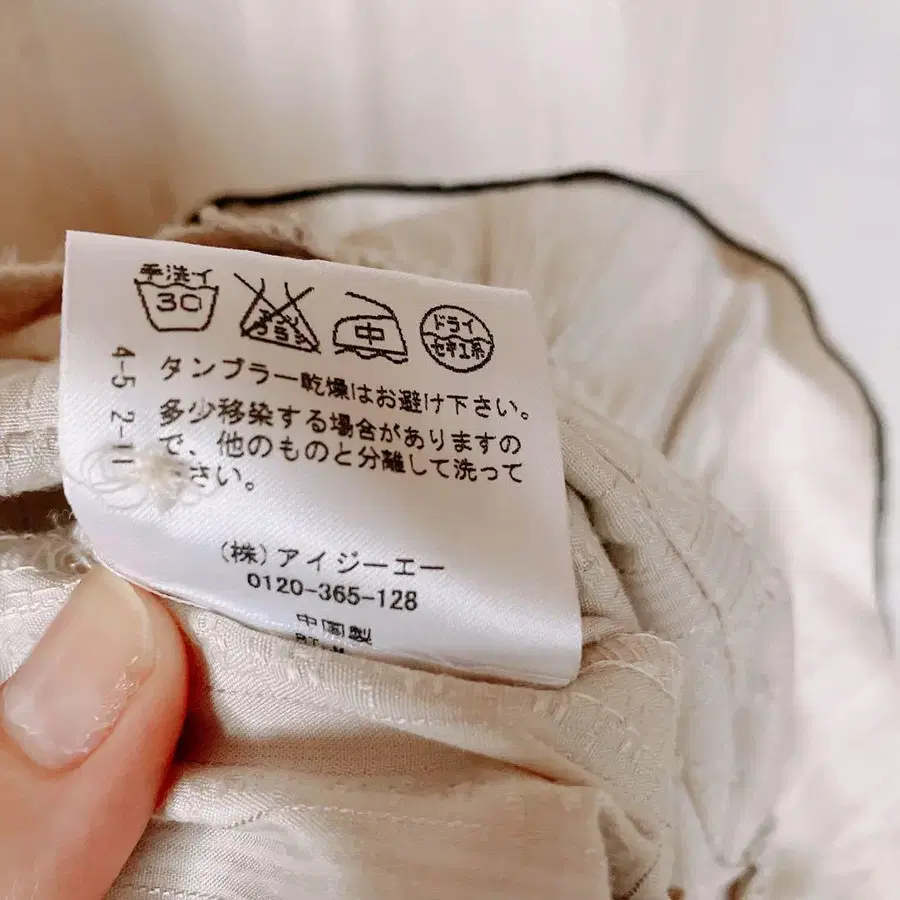 手洗イ
30
中
ドライ
セキユ系
タンブラー乾燥はお避け下さい。
多少移染する場合がありますの
で、他のものと分離して洗って
さい。
4-5 2-11
(株)アイジーエー
0120-365-128
中国製